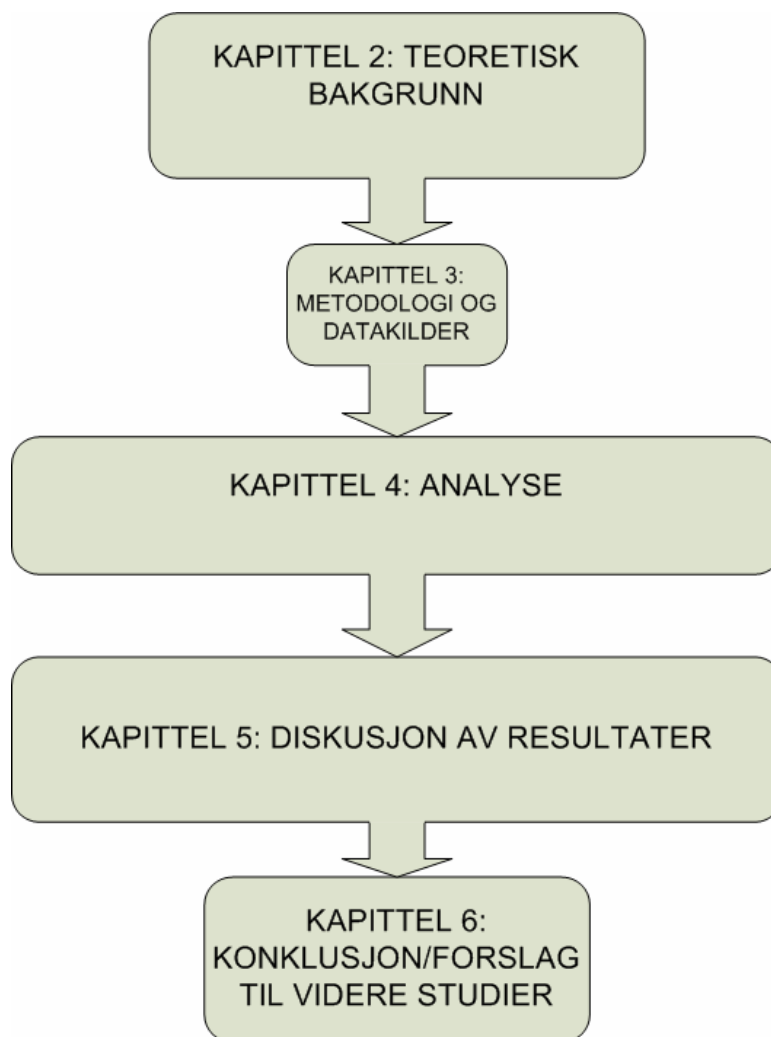 KAPITTEL 2: TEORETISK
BAKGRUNN
KAPITTEL 3:
METODOLOGI OG
DATAKILDER
KAPITTEL 4: ANALYSE
KAPITTEL 5: DISKUSJON AV RESULTATER
KAPITTEL 6:
KONKLUSJON/FORSLAG
TIL VIDERE STUDIER